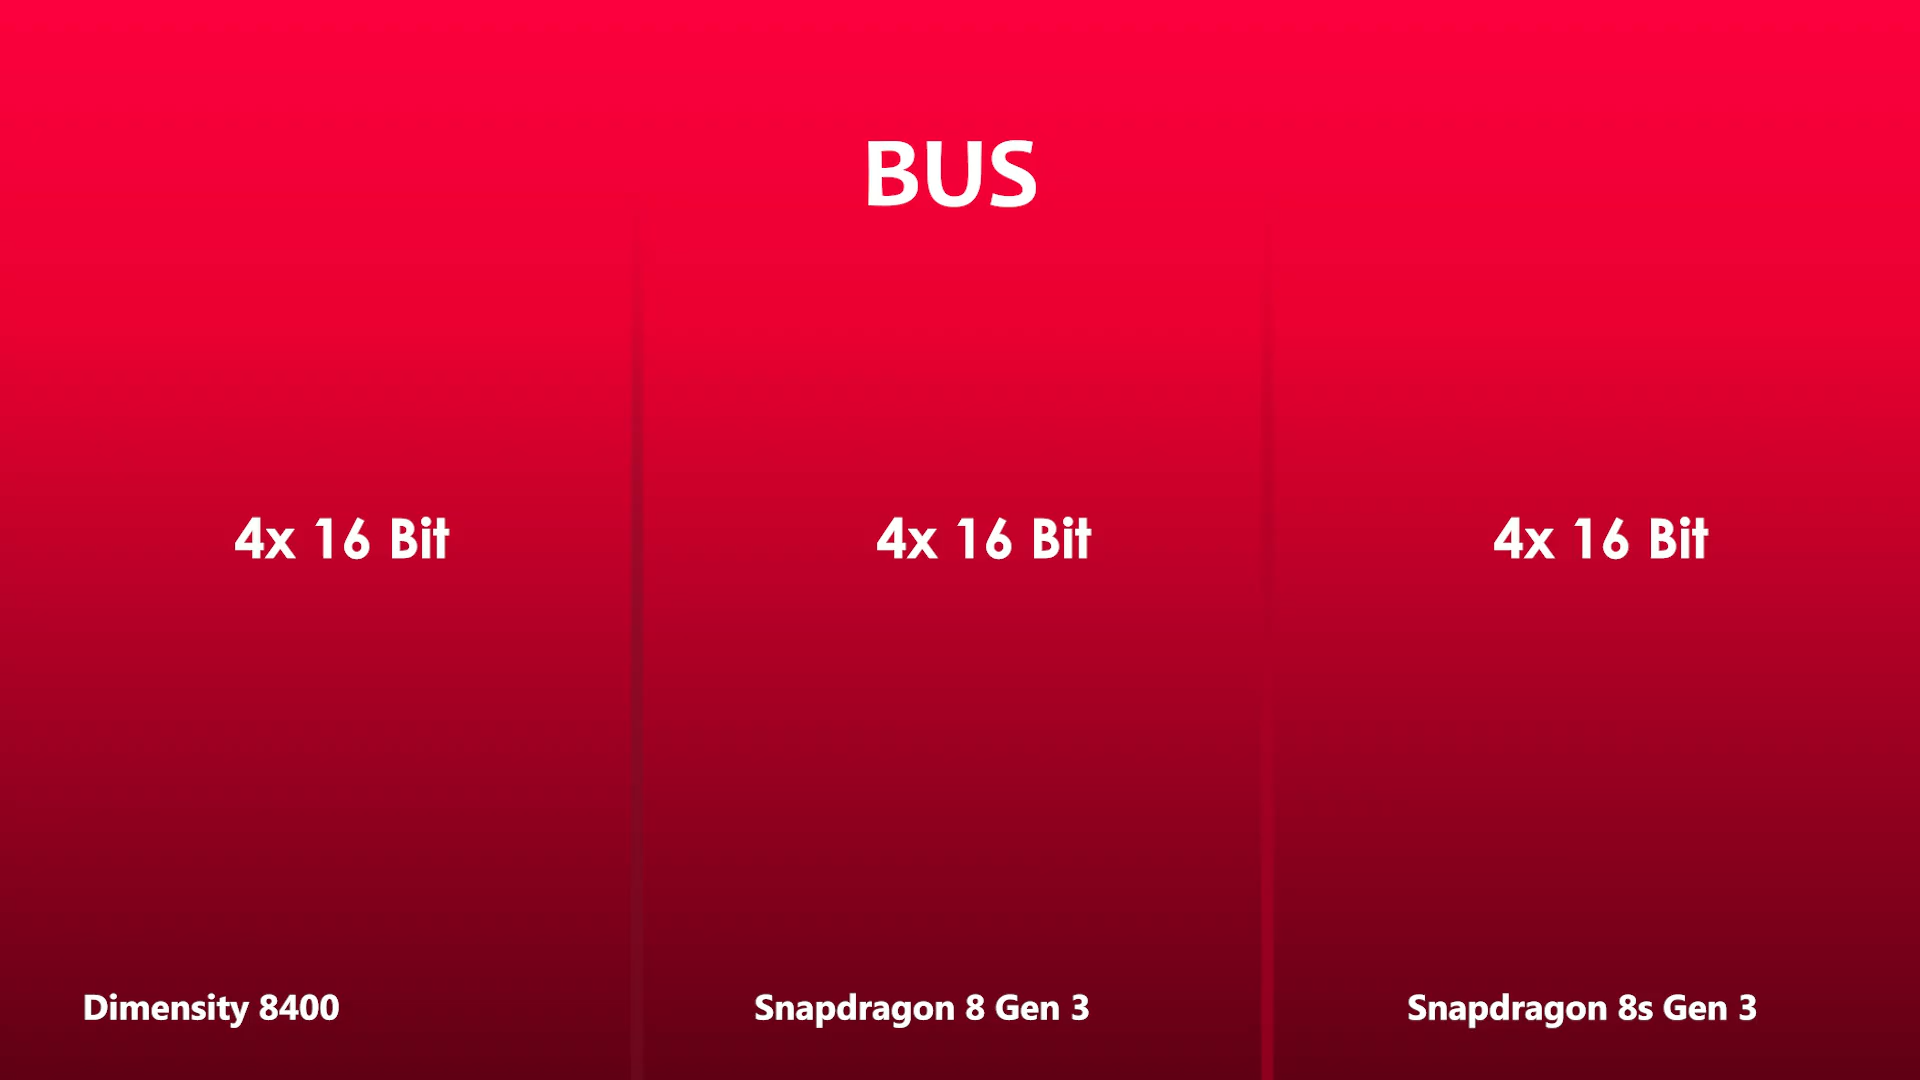 BUS
4x 16 Bit
4x 16 Bit
4x 16 Bit
Dimensity 8400
Snapdragon 8 Gen 3
Snapdragon 8s Gen 3